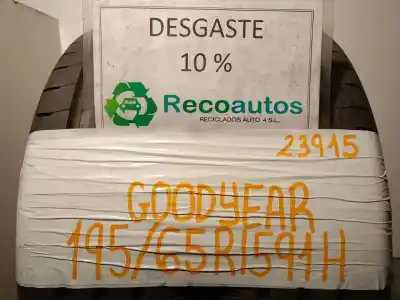 DESGASTE
10 %
Recoautos
RECICLADOS AUTO 4 S.L.
23915
GOODYEAR
195/65R1591H